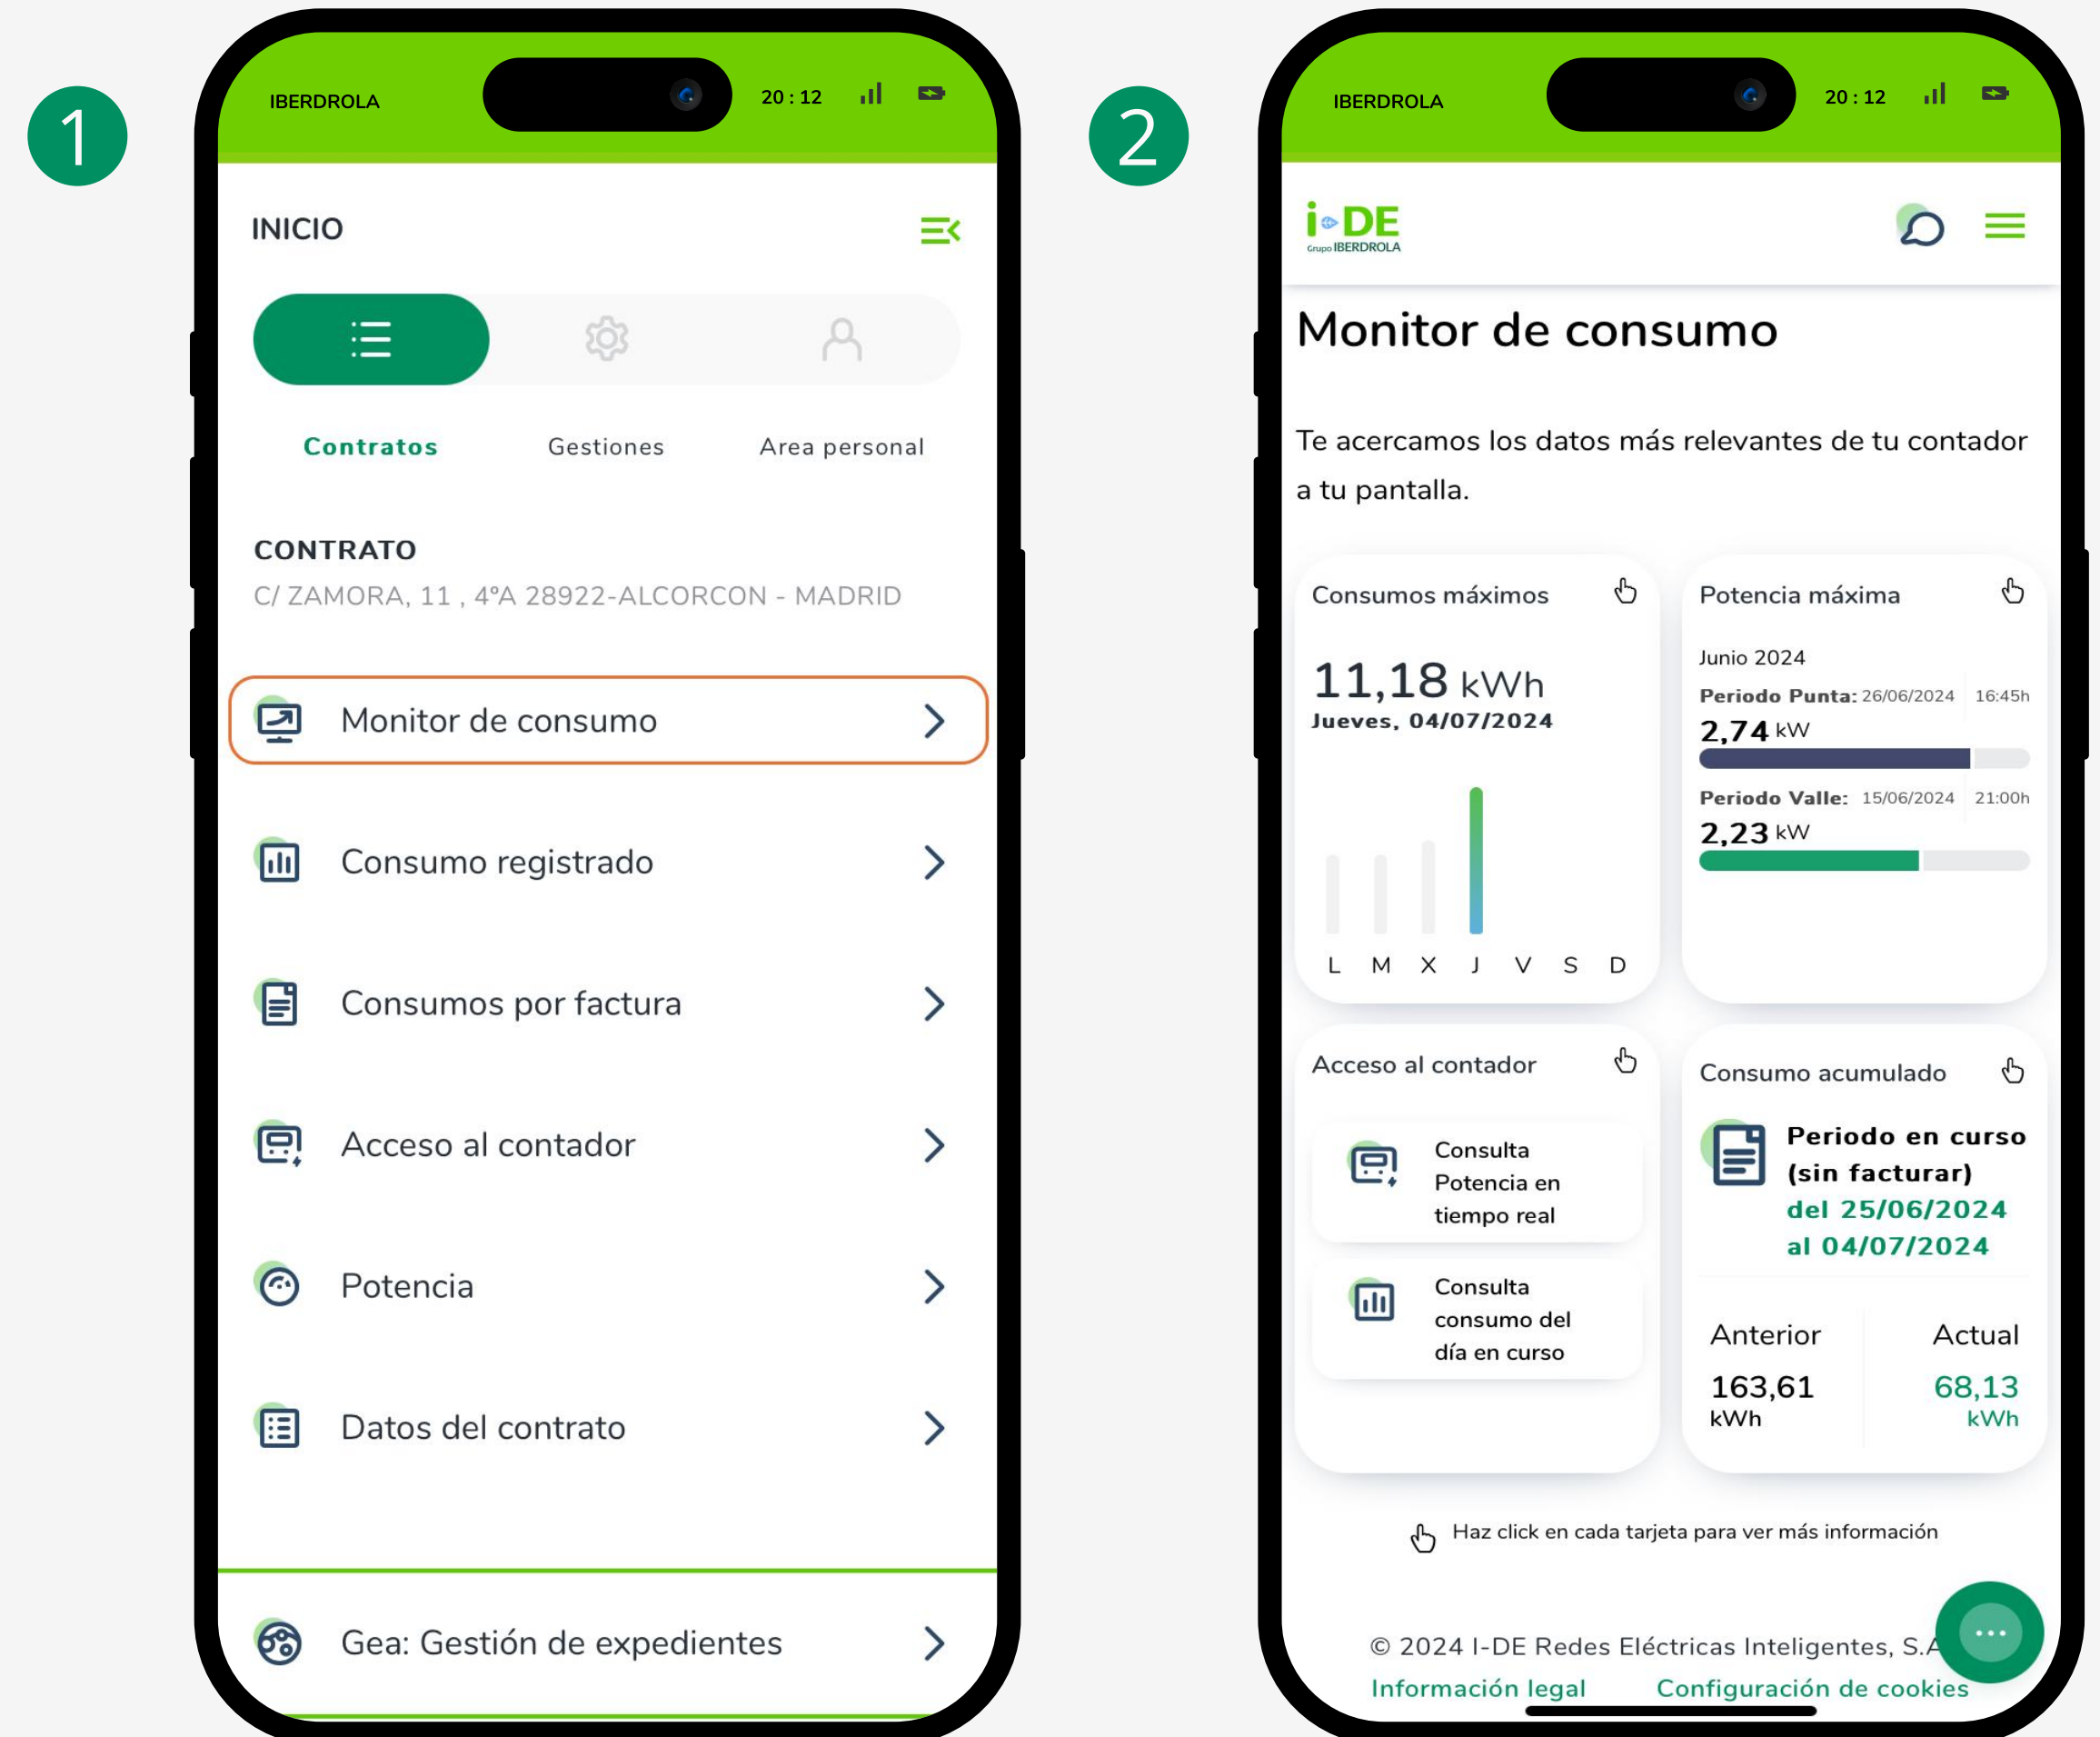 1
IBERDROLA
20 : 12
INICIO
Contratos
Gestiones
Area personal
CONTRATO
C/ ZAMORA, 11 , 4ºA 28922-ALCORCON - MADRID
Monitor de consumo
Consumo registrado
Consumos por factura
Acceso al contador
Potencia
Datos del contrato
Gea: Gestión de expedientes
2
IBERDROLA
20 : 12
i-DE
Grupo IBERDROLA
Monitor de consumo
Te acercamos los datos más relevantes de tu contador
a tu pantalla.
Consumos máximos
11,18 kWh
Jueves, 04/07/2024
L M X J V S D
Potencia máxima
Junio 2024
Periodo Punta: 26/06/2024 16:45h
2,74 kW
Periodo Valle: 15/06/2024 21:00h
2,23 kW
Acceso al contador
Consulta
Potencia en
tiempo real
Consulta
consumo del
día en curso
Consumo acumulado
Periodo en curso
(sin facturar)
del 25/06/2024
al 04/07/2024
Anterior
163,61
kWh
Actual
68,13
kWh
Haz click en cada tarjeta para ver más información
© 2024 I-DE Redes Eléctricas Inteligentes, S.A
Información legal
Configuración de cookies